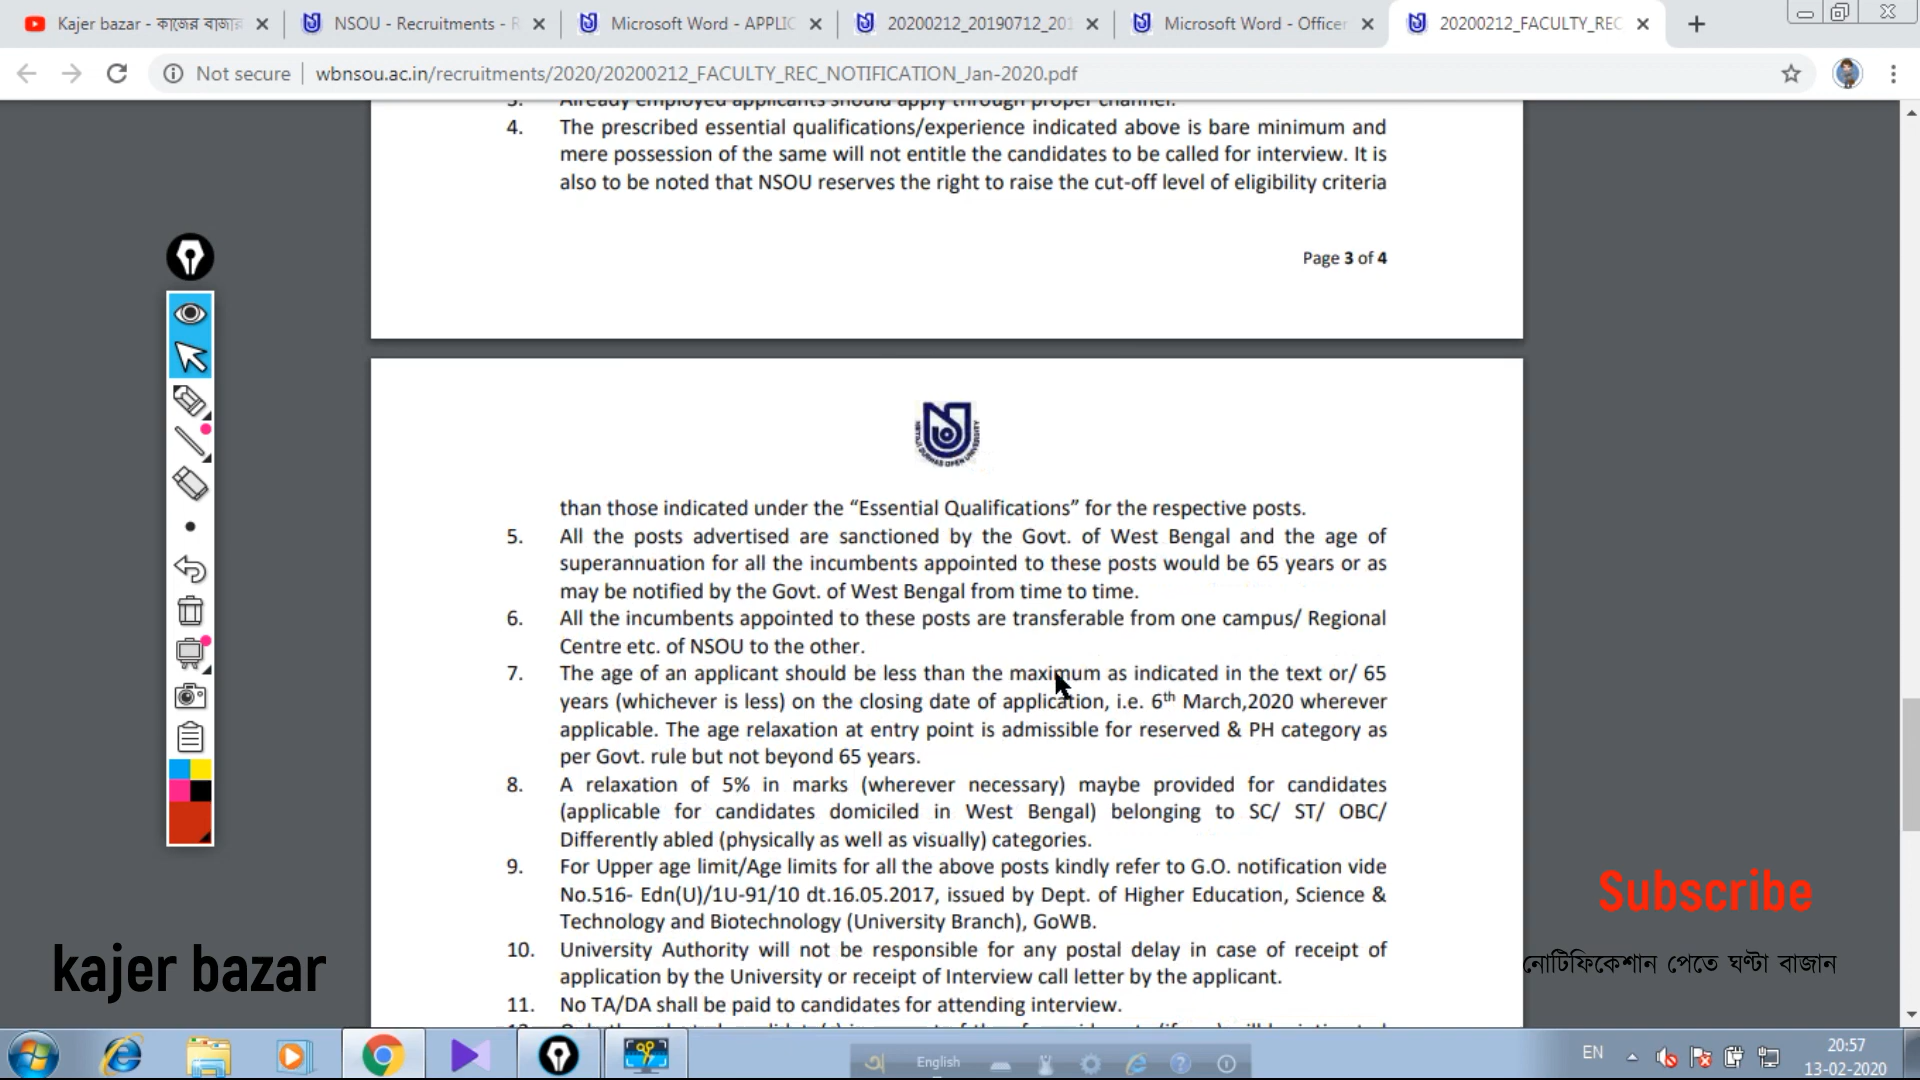 Kajer bazar - কাজের বাজার
NSOU - Recruitments - R
Microsoft Word - APPLIC
20200212_20190712_201
Microsoft Word - Officer
20200212_FACULTY_REC
Not secure
wbnsou.ac.in/recruitments/2020/20200212_FACULTY_REC_NOTIFICATION_Jan-2020.pdf
3. Already employed applicants should apply through proper channel.
4. The prescribed essential qualifications/experience indicated above is bare minimum and
mere possession of the same will not entitle the candidates to be called for interview. It is
also to be noted that NSOU reserves the right to raise the cut-off level of eligibility criteria
Page 3 of 4
NETAJI SUBHAS OPEN UNIVERSITY
than those indicated under the “Essential Qualifications” for the respective posts.
5. All the posts advertised are sanctioned by the Govt. of West Bengal and the age of
superannuation for all the incumbents appointed to these posts would be 65 years or as
may be notified by the Govt. of West Bengal from time to time.
6. All the incumbents appointed to these posts are transferable from one campus/ Regional
Centre etc. of NSOU to the other.
7. The age of an applicant should be less than the maximum as indicated in the text or/ 65
years (whichever is less) on the closing date of application, i.e. 6th March,2020 wherever
applicable. The age relaxation at entry point is admissible for reserved & PH category as
per Govt. rule but not beyond 65 years.
8. A relaxation of 5% in marks (wherever necessary) maybe provided for candidates
(applicable for candidates domiciled in West Bengal) belonging to SC/ ST/ OBC/
Differently abled (physically as well as visually) categories.
9. For Upper age limit/Age limits for all the above posts kindly refer to G.O. notification vide
No.516- Edn(U)/1U-91/10 dt.16.05.2017, issued by Dept. of Higher Education, Science &
Technology and Biotechnology (University Branch), GoWB.
10. University Authority will not be responsible for any postal delay in case of receipt of
application by the University or receipt of Interview call letter by the applicant.
11. No TA/DA shall be paid to candidates for attending interview.
Subscribe
নোটিফিকেশান পেতে ঘণ্টা বাজান
kajer bazar
অ
English
EN
20:57
13-02-2020